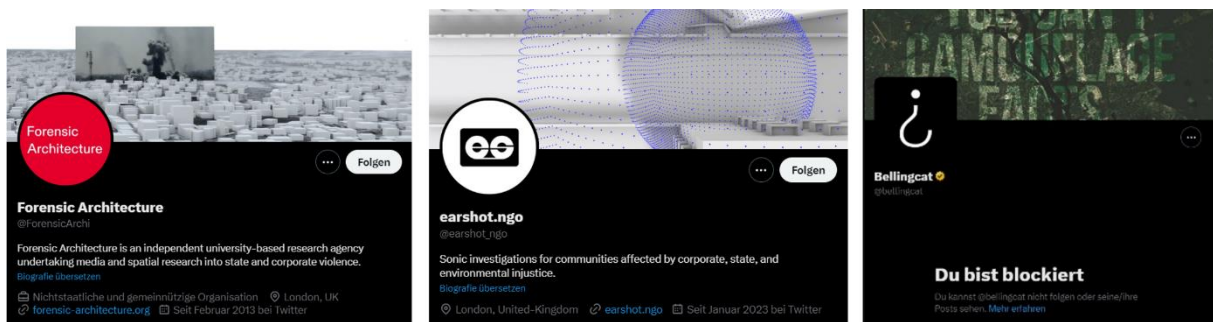 Forensic
Architecture
Folgen
Forensic Architecture
@ForensicArchi
Forensic Architecture is an independent university-based research agency
undertaking media and spatial research into state and corporate violence.
Biografie übersetzen
Nichtstaatliche und gemeinnützige Organisation London, UK
forensic-architecture.org Seit Februar 2013 bei Twitter
Folgen
earshot.ngo
@earshot_ngo
Sonic investigations for communities affected by corporate, state, and
environmental injustice.
Biografie übersetzen
London, United-Kingdom earshot.ngo Seit Januar 2023 bei Twitter
YOU CAN'T
CAMOUFLAGE
FACTS
¿
Bellingcat
@bellingcat
Du bist blockiert
Du kannst @bellingcat nicht folgen oder seine/ihre
Posts sehen. Mehr erfahren